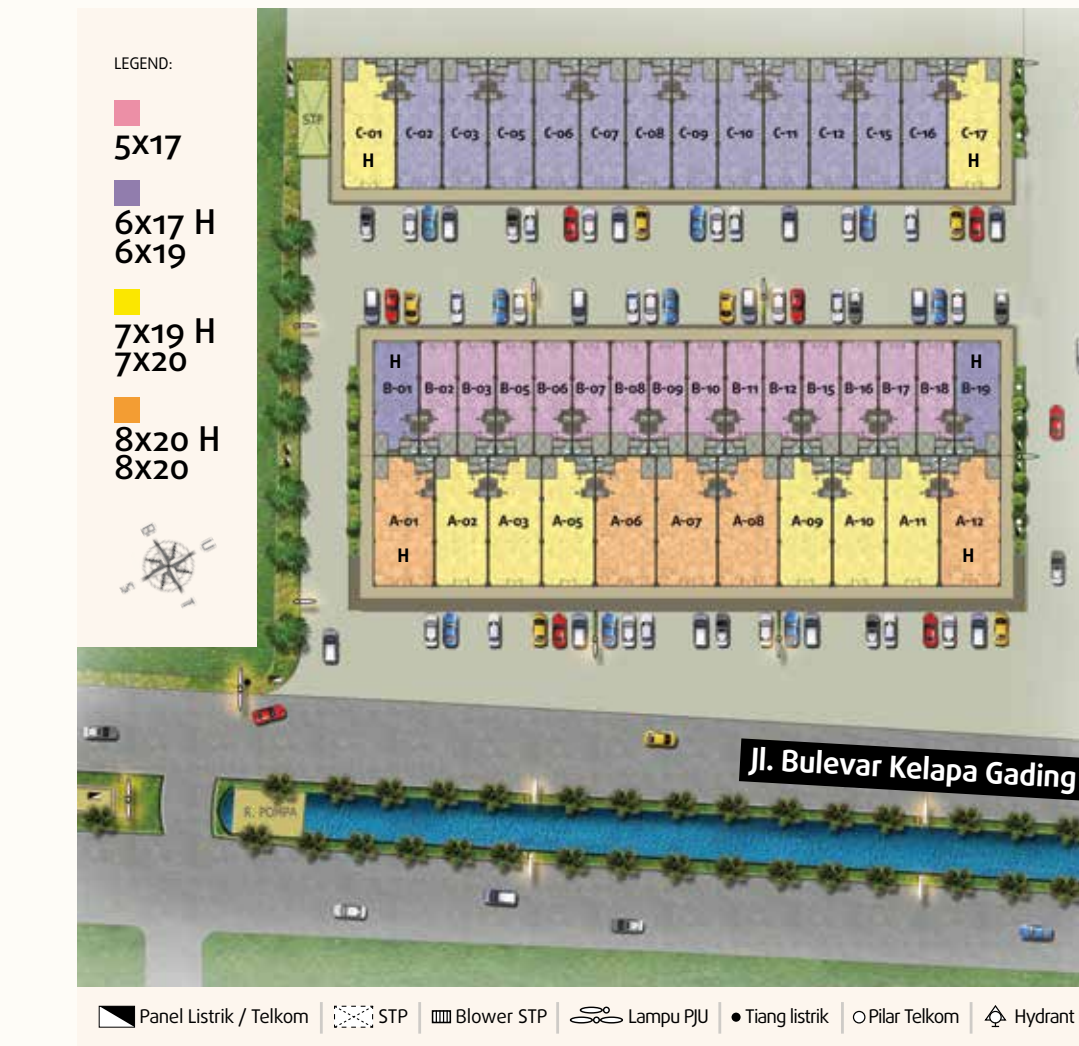 LEGEND:
5x17
6x17 H
6x19
7x19 H
7x20
8x20 H
8x20
B
U
S
T
STP
C-01 C-02 C-03 C-05 C-06 C-07 C-08 C-09 C-10 C-11 C-12 C-15 C-16 C-17
H H
H H
B-01 B-02 B-03 B-05 B-06 B-07 B-08 B-09 B-10 B-11 B-12 B-15 B-16 B-17 B-18 B-19
A-01 A-02 A-03 A-05 A-06 A-07 A-08 A-09 A-10 A-11 A-12
H H
Jl. Bulevar Kelapa Gading
R. POMPA
Panel Listrik / Telkom STP Blower STP Lampu PJU Tiang listrik Pilar Telkom Hydrant